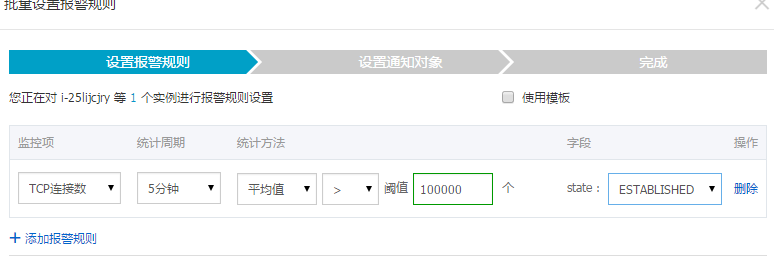 批量设置报警规则
设置报警规则 设置通知对象 完成
您正在对 i-25lijcjry 等 1 个实例进行报警规则设置 使用模板
监控项 统计周期 统计方法 字段 操作
TCP连接数 5分钟 平均值 > 阈值 100000 个 state : ESTABLISHED 删除
+ 添加报警规则